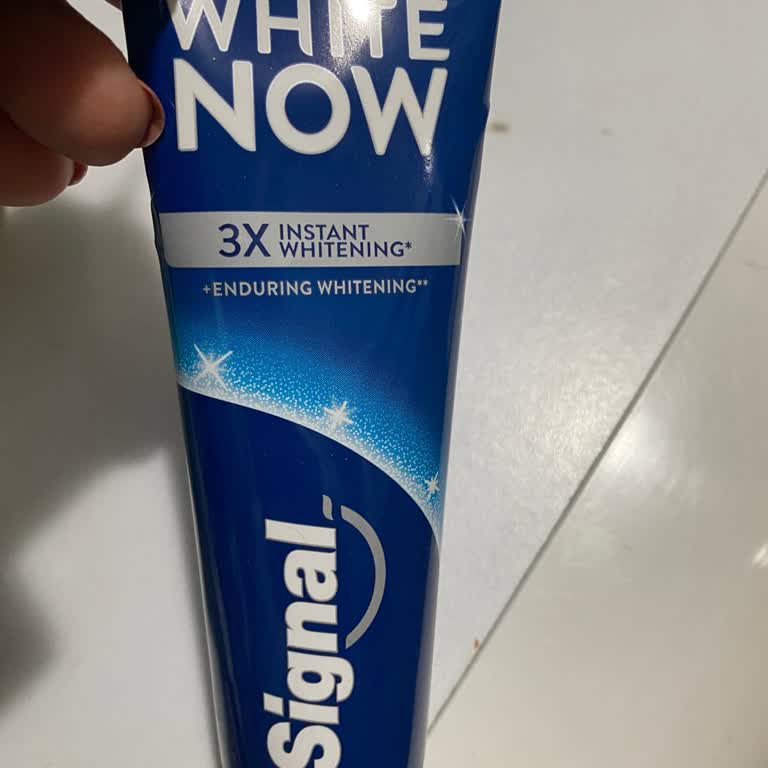 WHITE
NOW
3X INSTANT
WHITENING*
+ENDURING WHITENING**
Signal